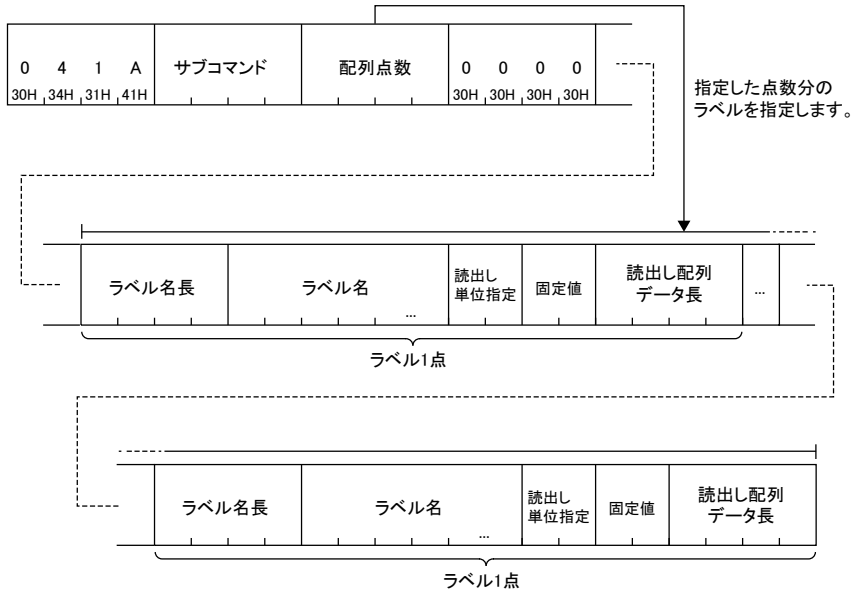 0 4 1 A
30H 34H 31H 41H
サブコマンド
配列点数
0 0 0 0
30H 30H 30H 30H
指定した点数分の
ラベルを指定します。
ラベル名長
ラベル名
...
読出し
単位指定
固定値
読出し配列
データ長
...
ラベル1点
ラベル名長
ラベル名
...
読出し
単位指定
固定値
読出し配列
データ長
ラベル1点